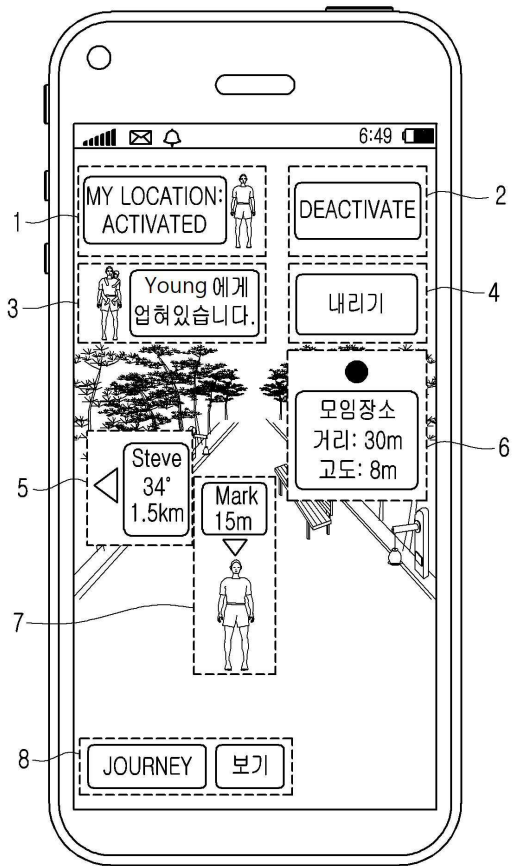 6:49
1
MY LOCATION:
ACTIVATED
DEACTIVATE
2
3
Young 에게
업혀있습니다.
내리기
4
모임장소
거리: 30m
고도: 8m
6
5
Steve
34°
1.5km
Mark
15m
7
8
JOURNEY
보기